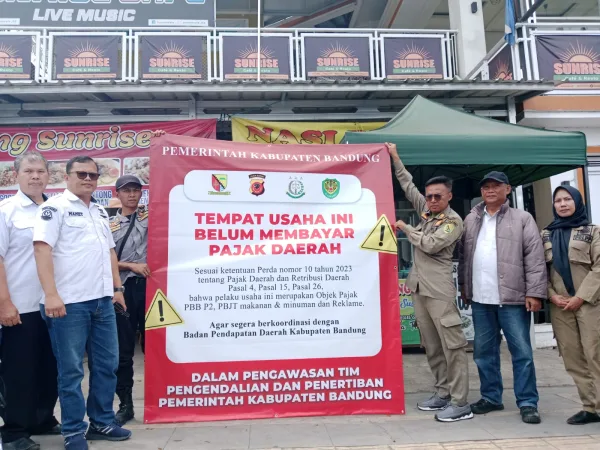 LIVE MUSIC
SUNRISE
SUNRISE
SUNRISE
SUNRISE
SUNRISE
SUNRISE
SUNRISE
Sunrise
NASI
PEMERINTAH KABUPATEN BANDUNG
TEMPAT USAHA INI
BELUM MEMBAYAR
PAJAK DAERAH
Sesuai ketentuan Perda nomor 10 tahun 2023
tentang Pajak Daerah dan Retribusi Daerah
Pasal 4, Pasal 15, Pasal 26,
bahwa pelaku usaha ini merupakan Objek Pajak
PBB P2, PBJT makanan & minuman dan Reklame.
Agar segera berkoordinasi dengan
Badan Pendapatan Daerah Kabupaten Bandung
DALAM PENGAWASAN TIM
PENGENDALIAN DAN PENERTIBAN
PEMERINTAH KABUPATEN BANDUNG